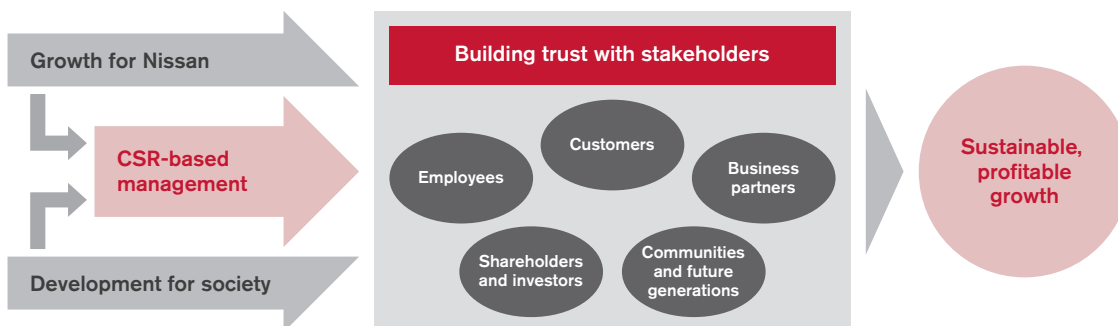 Growth for Nissan
CSR-based
management
Development for society
Building trust with stakeholders
Customers
Employees
Business
partners
Shareholders
and investors
Communities
and future
generations
Sustainable,
profitable
growth